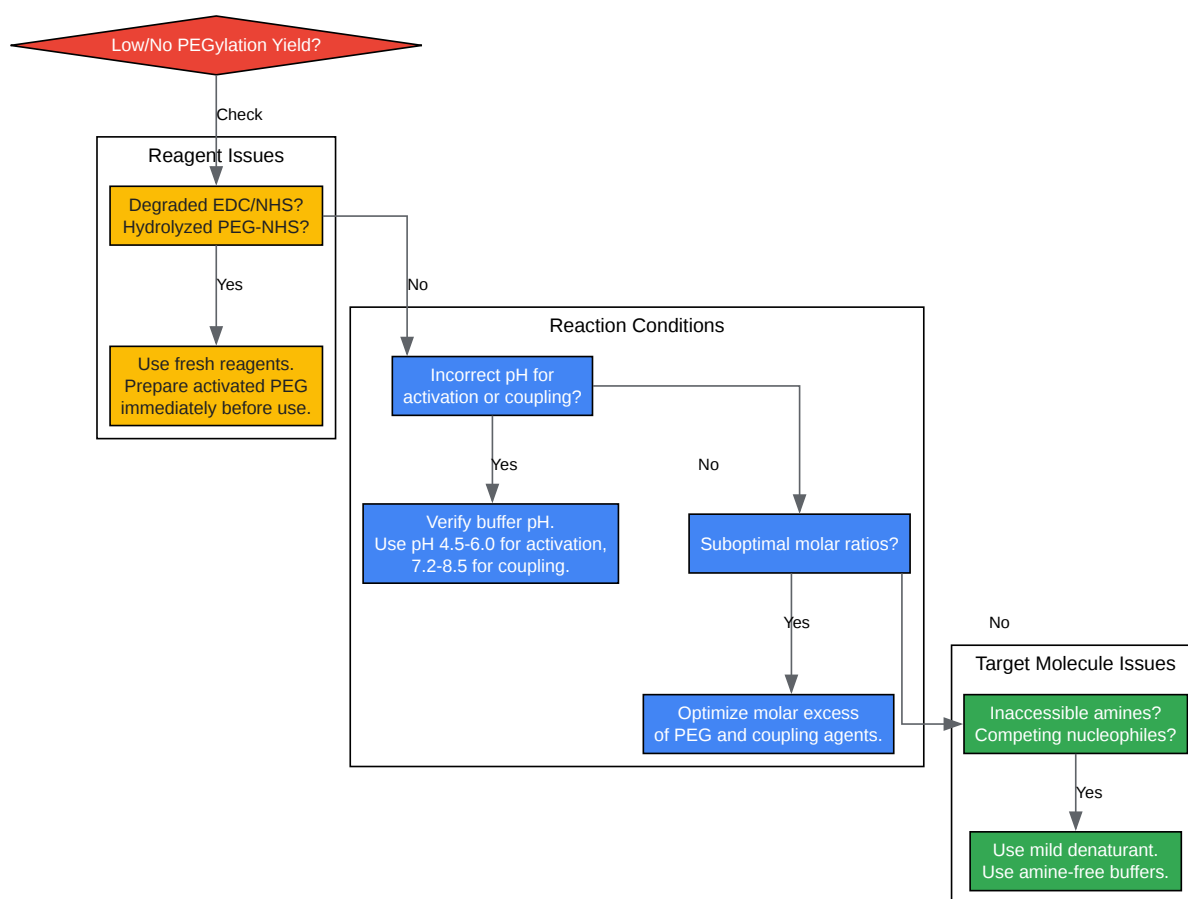 Low/No PEGylation Yield?
Check
Reagent Issues
Degraded EDC/NHS?
Hydrolyzed PEG-NHS?
Yes
No
Use fresh reagents.
Prepare activated PEG
immediately before use.
Reaction Conditions
Incorrect pH for
activation or coupling?
Yes
No
Verify buffer pH.
Use pH 4.5-6.0 for activation,
7.2-8.5 for coupling.
Suboptimal molar ratios?
Yes
No
Optimize molar excess
of PEG and coupling agents.
Target Molecule Issues
Inaccessible amines?
Competing nucleophiles?
Yes
Use mild denaturant.
Use amine-free buffers.